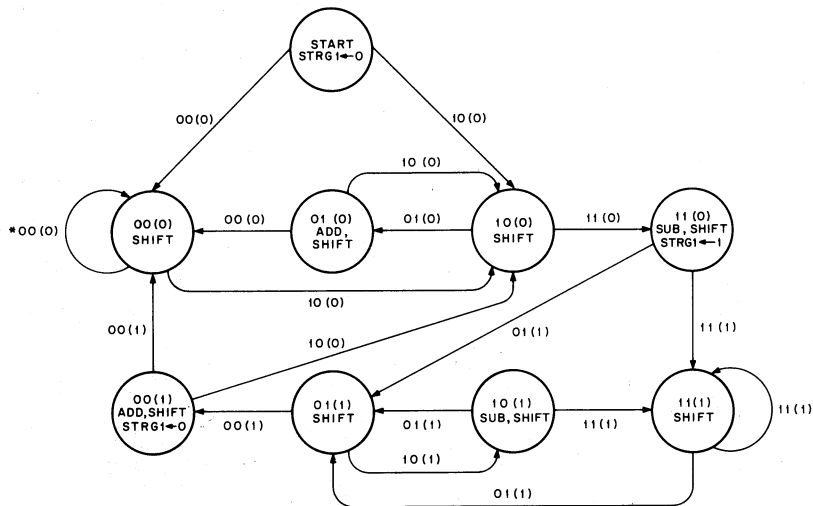 START
STRG1←0
00(0)
10(0)
10(0)
*00(0)
00(0)
SHIFT
00(0)
01(0)
ADD,
SHIFT
01(0)
10(0)
SHIFT
11(0)
11(0)
SUB, SHIFT
STRG1←1
10(0)
00(1)
10(0)
01(1)
11(1)
00(1)
ADD,SHIFT
STRG1←0
00(1)
01(1)
SHIFT
01(1)
10(1)
SUB, SHIFT
11(1)
11(1)
SHIFT
11(1)
10(1)
01(1)